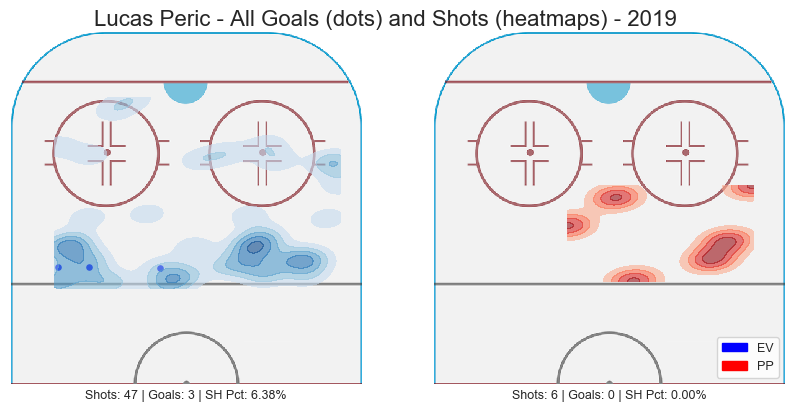 Lucas Peric - All Goals (dots) and Shots (heatmaps) - 2019
EV
PP
Shots: 47 | Goals: 3 | SH Pct: 6.38%
Shots: 6 | Goals: 0 | SH Pct: 0.00%